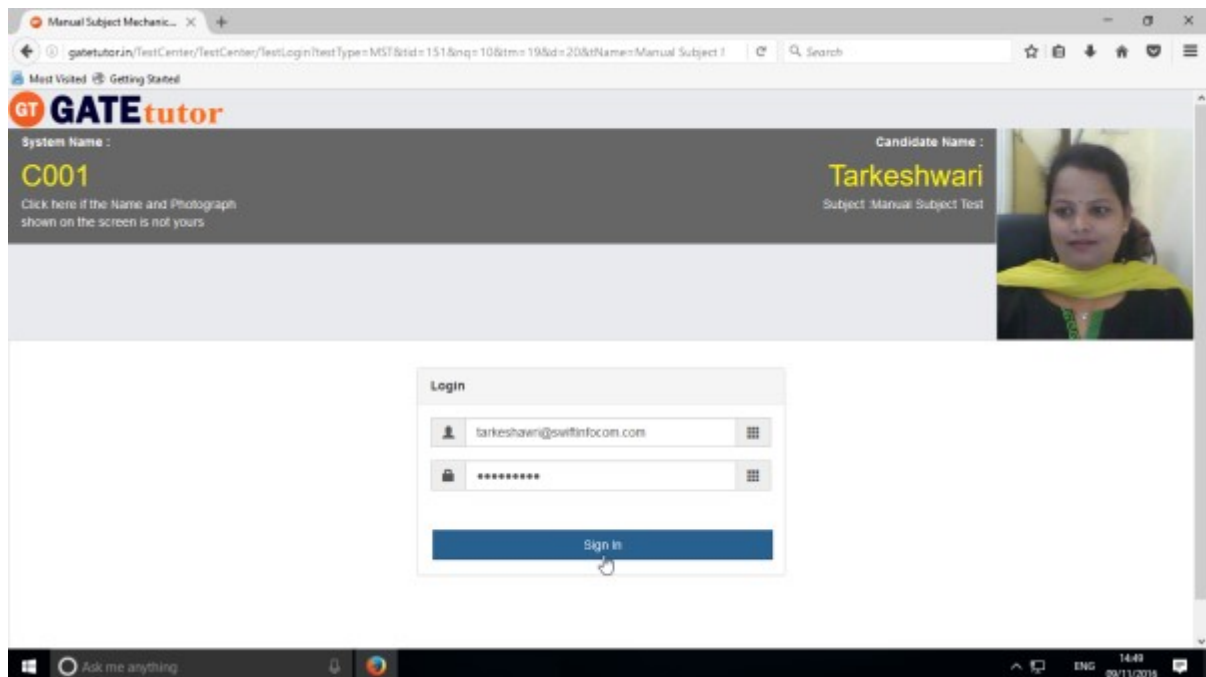 Manual Subject Mechanic...
gatetutor.in/TestCenter/TestCenter/TestLogin?testType=MST&tid=151&nq=10&tm=19&d=20&tName=Manual Subject
Search
Most Visited
Getting Started
GT GATEtutor
System Name :
C001
Click here if the Name and Photograph
shown on the screen is not yours
Candidate Name :
Tarkeshwari
Subject :Manual Subject Test
Login
tarkeshawri@swiftinfocom.com
Sign In
Ask me anything
ENG
14:49
09/11/2016